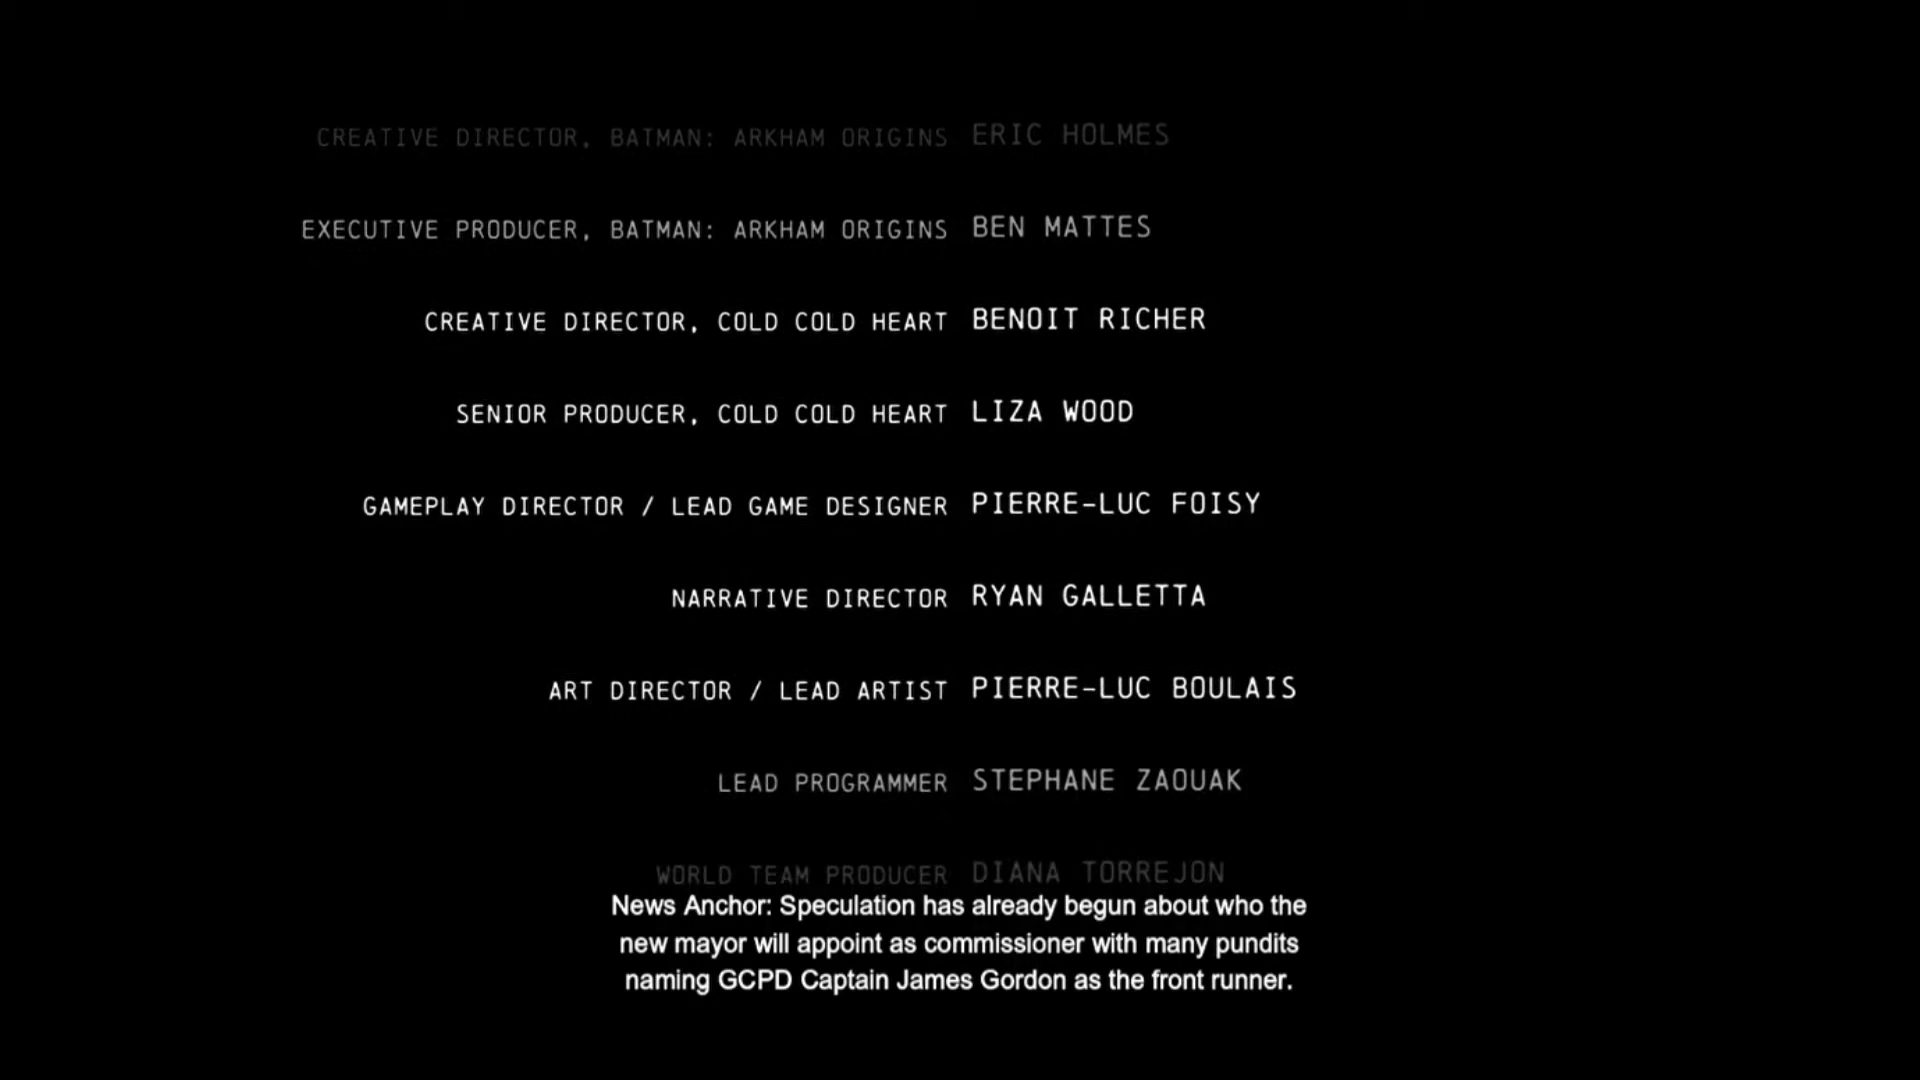 CREATIVE DIRECTOR, BATMAN: ARKHAM ORIGINS ERIC HOLMES
EXECUTIVE PRODUCER, BATMAN: ARKHAM ORIGINS BEN MATTES
CREATIVE DIRECTOR, COLD COLD HEART BENOIT RICHER
SENIOR PRODUCER, COLD COLD HEART LIZA WOOD
GAMEPLAY DIRECTOR / LEAD GAME DESIGNER PIERRE-LUC FOISY
NARRATIVE DIRECTOR RYAN GALLETTA
ART DIRECTOR / LEAD ARTIST PIERRE-LUC BOULAIS
LEAD PROGRAMMER STEPHANE ZAOUAK
WORLD TEAM PRODUCER DIANA TORREJON
News Anchor: Speculation has already begun about who the
new mayor will appoint as commissioner with many pundits
naming GCPD Captain James Gordon as the front runner.